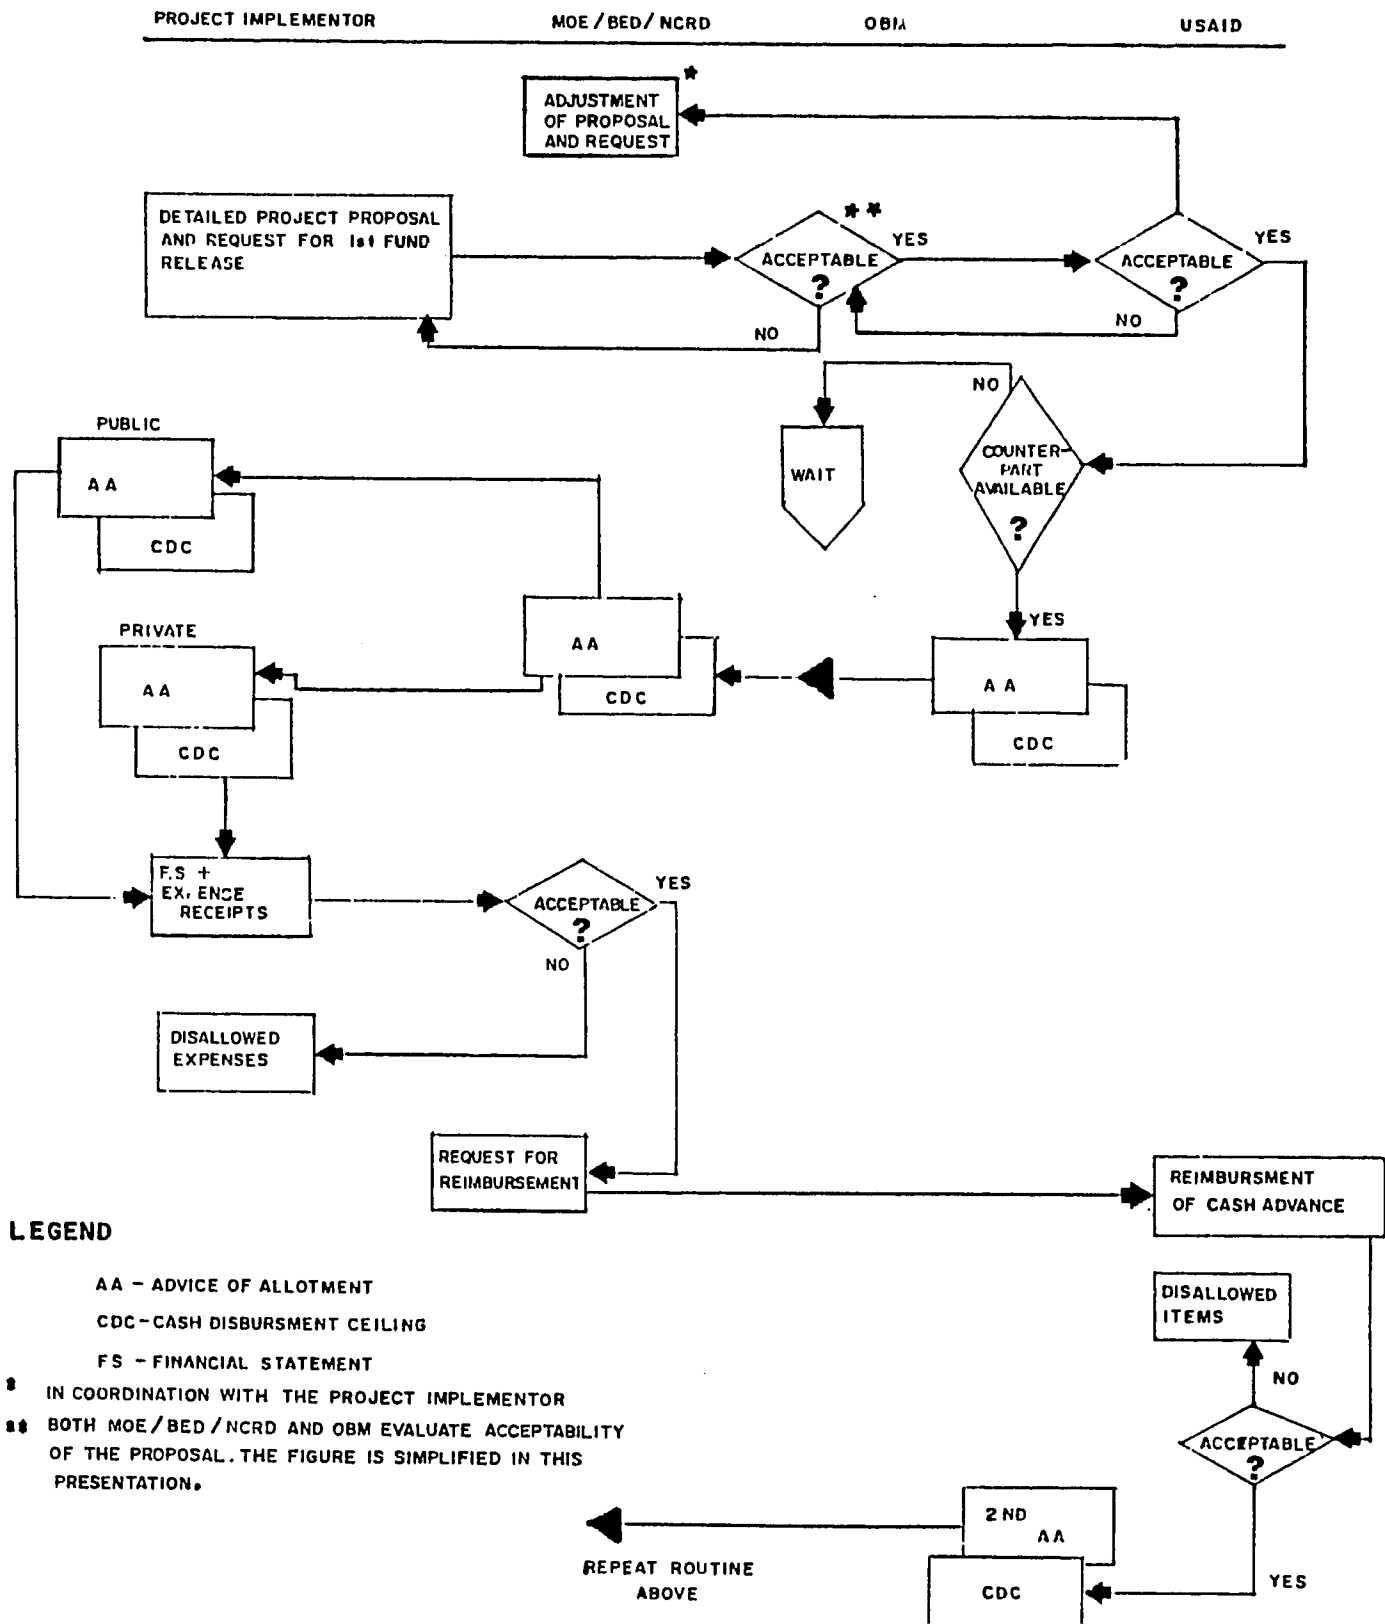 PROJECT IMPLEMENTOR MOE/BED/NCRD OBM USAID
*
ADJUSTMENT
OF PROPOSAL
AND REQUEST
DETAILED PROJECT PROPOSAL
AND REQUEST FOR 1st FUND
RELEASE
**
ACCEPTABLE
?
YES
NO
ACCEPTABLE
?
YES
NO
NO
COUNTER-
PART
AVAILABLE
?
WAIT
YES
PUBLIC
AA
CDC
PRIVATE
AA
CDC
AA
CDC
AA
CDC
F.S +
RECEIPTS
ACCEPTABLE
?
YES
NO
DISALLOWED
EXPENSES
REQUEST FOR
REIMBURSEMENT
REIMBURSMENT
OF CASH ADVANCE
DISALLOWED
ITEMS
NO
ACCEPTABLE
?
YES
2ND
AA
CDC
REPEAT ROUTINE
ABOVE
LEGEND
AA - ADVICE OF ALLOTMENT
CDC-CASH DISBURSMENT CEILING
FS - FINANCIAL STATEMENT
* IN COORDINATION WITH THE PROJECT IMPLEMENTOR
** BOTH MOE/BED/NCRD AND OBM EVALUATE ACCEPTABILITY
OF THE PROPOSAL. THE FIGURE IS SIMPLIFIED IN THIS
PRESENTATION.